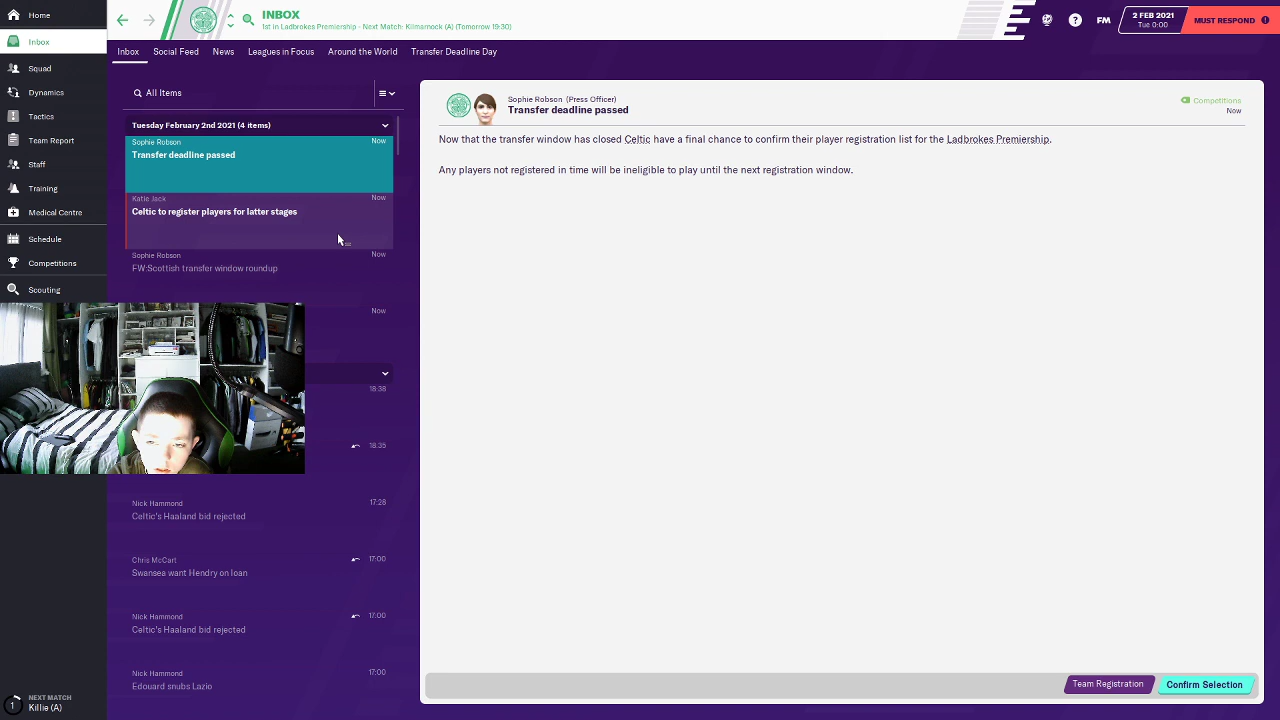 INBOX
1st in Ladbrokes Premiership - Next Match: Kilmarnock (A) (Tomorrow 19:30)
?
FM
2 FEB 2021
Tue 9:00
MUST RESPOND
Inbox
Social Feed
News
Leagues in Focus
Around the World
Transfer Deadline Day
Inbox
Squad
Dynamics
Tactics
Team Report
Staff
Training
Medical Centre
Schedule
Competitions
Scouting
All Items
Tuesday February 2nd 2021 (4 items)
Sophie Robson
Now
Transfer deadline passed
Katie Jack
Now
Celtic to register players for latter stages
Sophie Robson
Now
FW:Scottish transfer window roundup
Now
18:38
18:35
Nick Hammond
17:28
Celtic's Haaland bid rejected
Chris McCart
17:00
Swansea want Hendry on loan
Nick Hammond
17:00
Celtic's Haaland bid rejected
Nick Hammond
17:00
Edouard snubs Lazio
Sophie Robson (Press Officer)
Transfer deadline passed
Competitions
Now
Now that the transfer window has closed Celtic have a final chance to confirm their player registration list for the Ladbrokes Premiership.
Any players not registered in time will be ineligible to play until the next registration window.
Team Registration
Confirm Selection
1
NEXT MATCH
Killie (A)